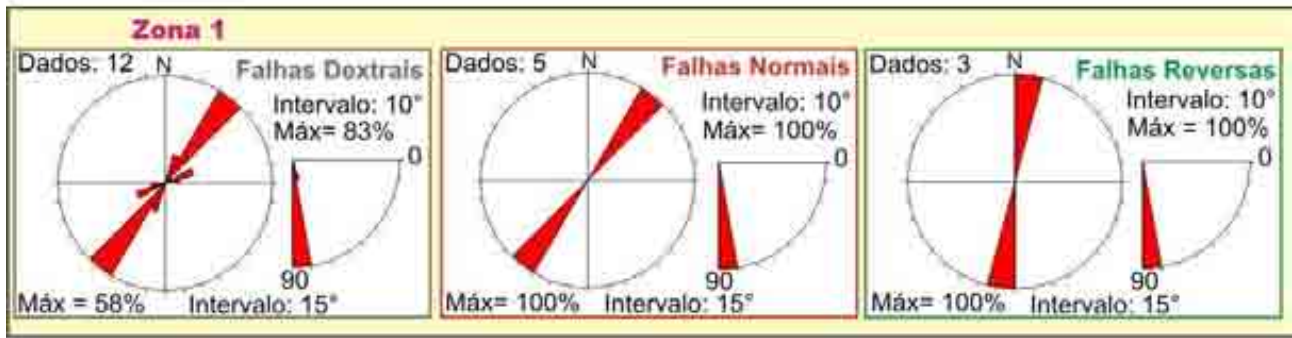 Zona 1
Dados: 12
N
Falhas Dextrais
Intervalo: 10°
Máx= 83%
0
90
Máx = 58%
Intervalo: 15°
Dados: 5
N
Falhas Normais
Intervalo: 10°
Máx= 100%
0
90
Máx= 100%
Intervalo: 15°
Dados: 3
N
Falhas Reversas
Intervalo: 10°
Máx = 100%
0
90
Máx= 100%
Intervalo: 15°